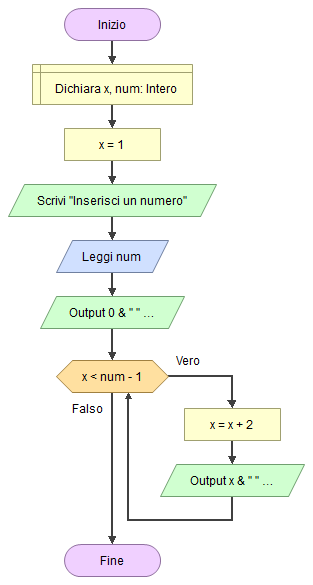 Inizio
Dichiara x, num: Intero
x = 1
Scrivi "Inserisci un numero"
Leggi num
Output 0 & " " ...
x < num - 1
Vero
Falso
x = x + 2
Output x & " " ...
Fine